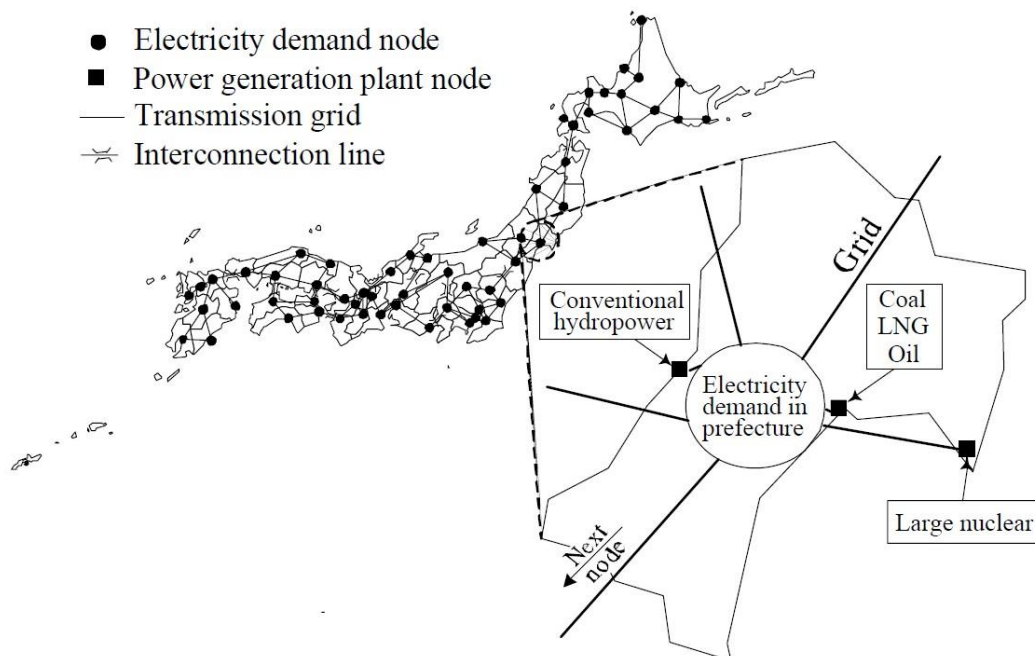 Electricity demand node
Power generation plant node
Transmission grid
Interconnection line
Grid
Conventional
hydropower
Coal
LNG
Oil
Electricity
demand in
prefecture
Large nuclear
Next
node